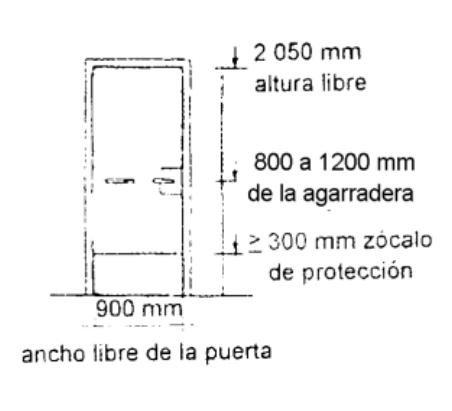 2 050 mm
altura libre
800 a 1200 mm
de la agarradera
≥ 300 mm zócalo
de protección
900 mm
ancho libre de la puerta